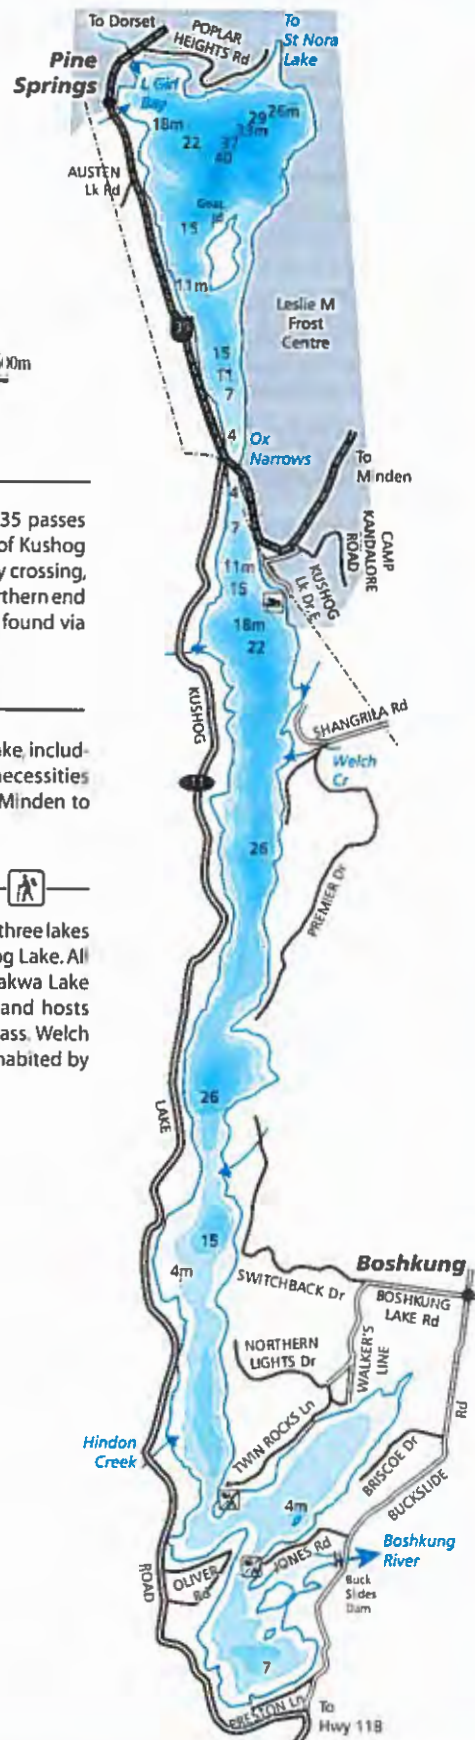 To Dorset
POPLAR
HEIGHTS Rd
To
St Nora
Lake
Pine
Springs
L Girl
Bay
18m
22
29
26m
33m
37
40
AUSTEN
Lk Rd
Goat
Id
15
11m
Leslie M
Frost
Centre
35
00m
15
11
7
4
Ox
Narrows
To
Minden
4
7
11m
15
18m
22
CAMP
KANDALORE
ROAD
KUSHOG
Lk Dr E
35 passes
of Kushog
y crossing,
rthern end
found via
KUSHOG
SHANGRILA Rd
Welch
Cr
ake, includ-
necessities
Minden to
26
PREMIER Dr
three lakes
og Lake. All
akwa Lake
and hosts
ass. Welch
nhabited by
26
LAKE
15
4m
SWITCHBACK Dr
Boshkung
BOSHKUNG
LAKE Rd
NORTHERN
LIGHTS Dr
WALKER'S
LINE
Rd
Hindon
Creek
TWIN ROCKS Ln
BRISCOE Dr
BUCKSLIDE
4m
ROAD
OLIVER
Rd
JONES Rd
Boshkung
River
Buck
Slides
Dam
7
PRESTON Ln
To
Hwy 118